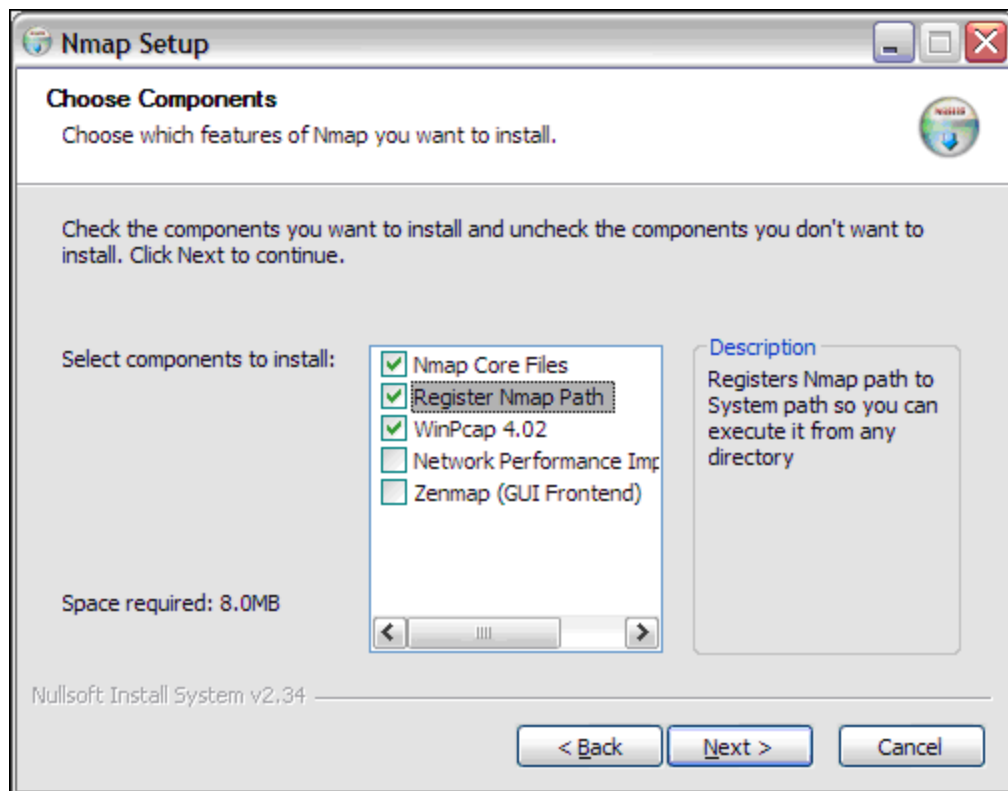 Nmap Setup
Choose Components
Choose which features of Nmap you want to install.
Check the components you want to install and uncheck the components you don't want to
install. Click Next to continue.
Select components to install:
Nmap Core Files
Register Nmap Path
WinPcap 4.02
Network Performance Imp
Zenmap (GUI Frontend)
Description
Registers Nmap path to
System path so you can
execute it from any
directory
Space required: 8.0MB
Nullsoft Install System v2.34
< Back
Next >
Cancel